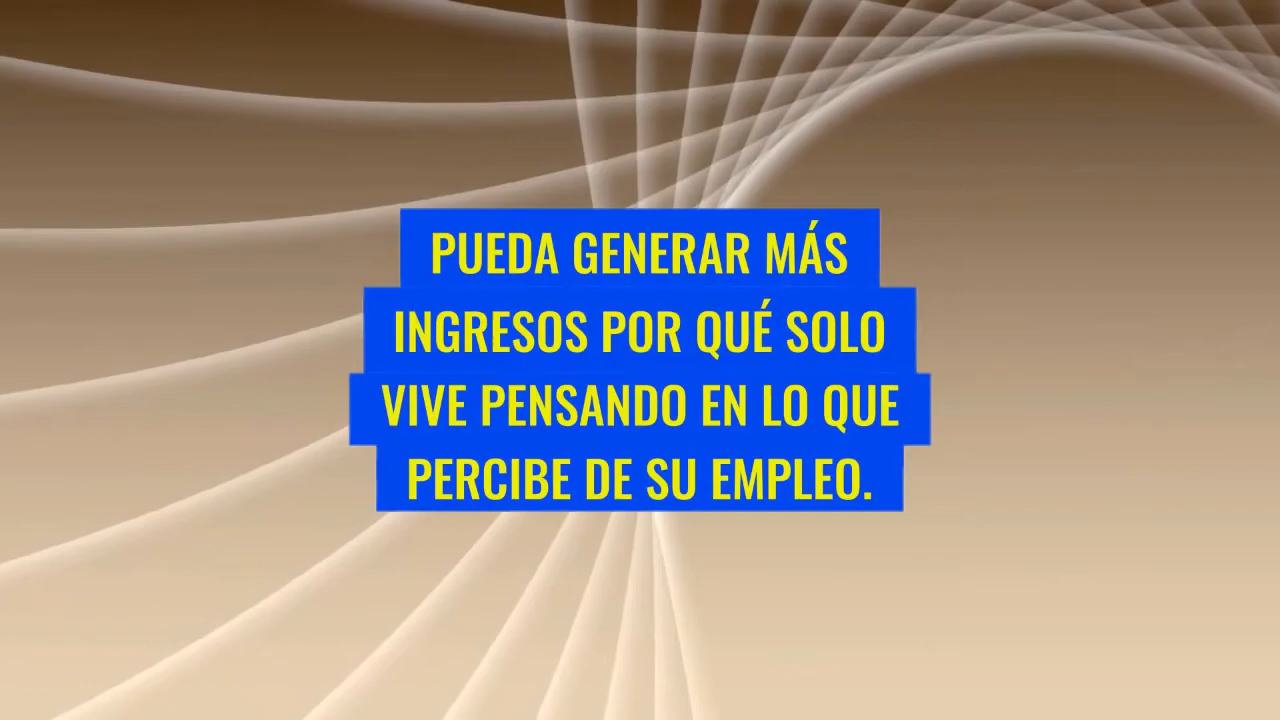 PUEDA GENERAR MÁS
INGRESOS POR QUÉ SOLO
VIVE PENSANDO EN LO QUE
PERCIBE DE SU EMPLEO.